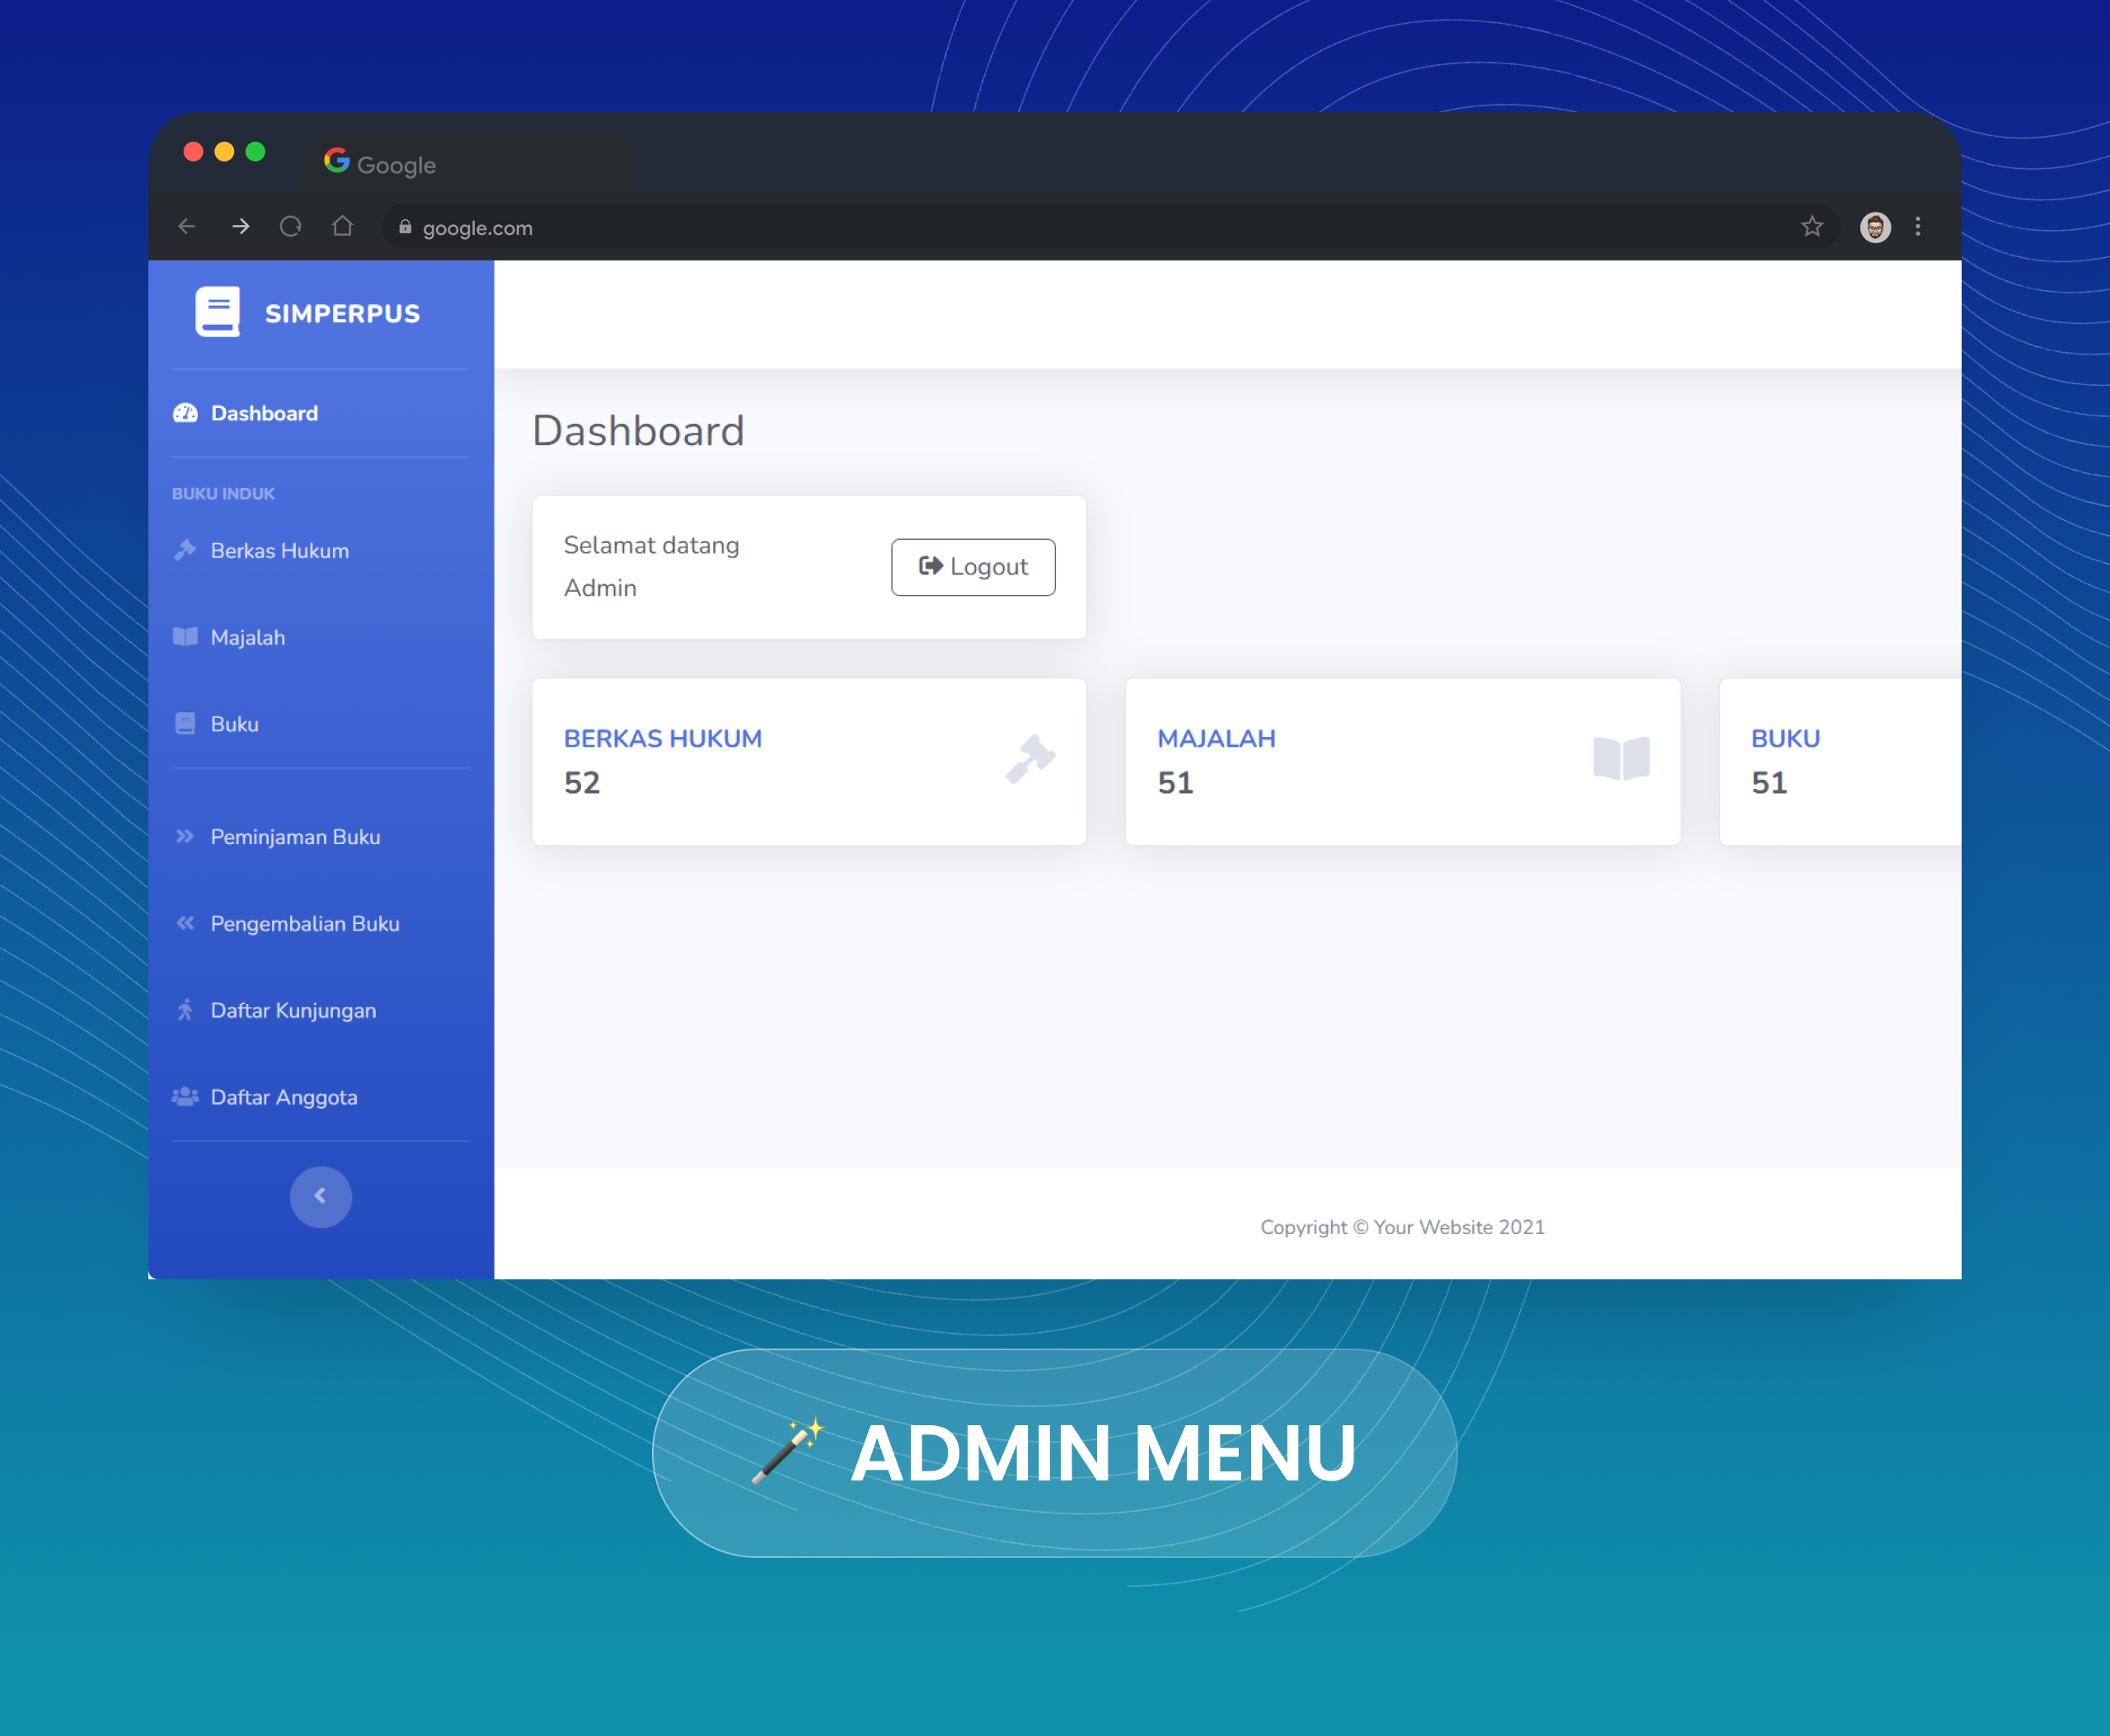 Google
google.com
SIMPERPUS
Dashboard
BUKU INDUK
Berkas Hukum
Majalah
Buku
Peminjaman Buku
Pengembalian Buku
Daftar Kunjungan
Daftar Anggota
Dashboard
Selamat datang
Admin
Logout
BERKAS HUKUM
52
MAJALAH
51
BUKU
51
Copyright © Your Website 2021
ADMIN MENU